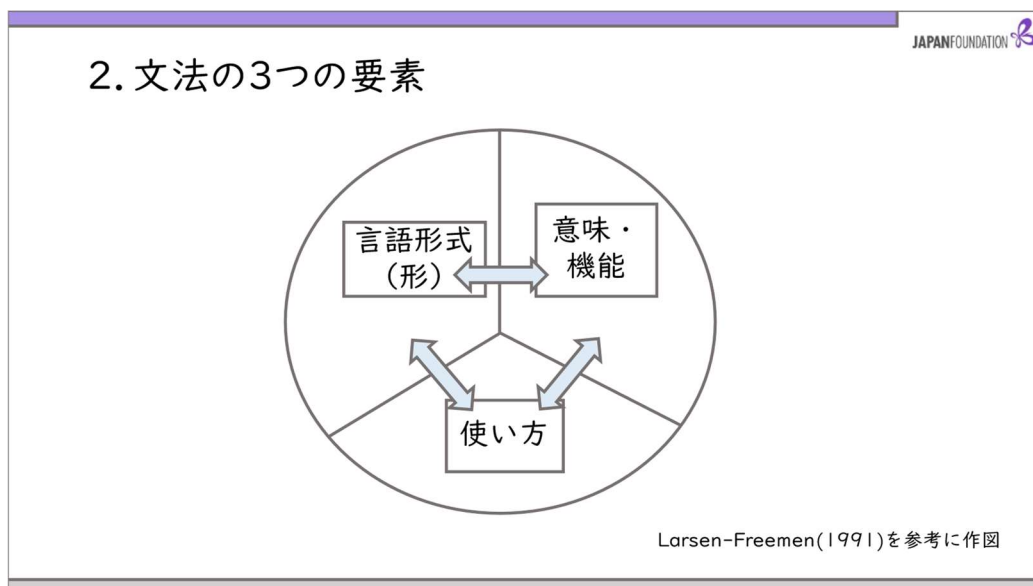 JAPANFOUNDATION
2.文法の3つの要素
言語形式
(形)
意味・
機能
使い方
Larsen-Freemen(1991)を参考に作図